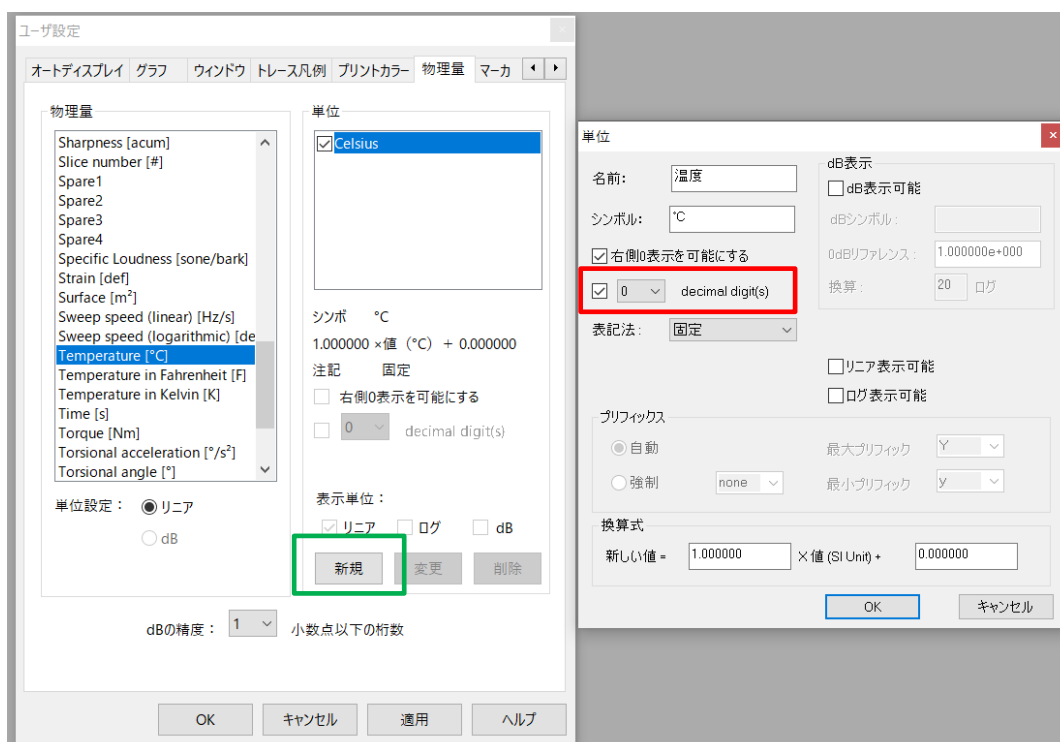 ユーザ設定
オートディスプレイ グラフ ウィンドウ トレース凡例 プリントカラー 物理量 マーカ
物理量
Sharpness [acum]
Slice number [#]
Spare1
Spare2
Spare3
Spare4
Specific Loudness [sone/bark]
Strain [def]
Surface [m²]
Sweep speed (linear) [Hz/s]
Sweep speed (logarithmic) [de
Temperature [°C]
Temperature in Fahrenheit [F]
Temperature in Kelvin [K]
Time [s]
Torque [Nm]
Torsional acceleration [°/s²]
Torsional angle [°]
単位設定： リニア
dB
単位
Celsius
シンボ °C
1.000000 ×値（°C）+ 0.000000
注記 固定
右側0表示を可能にする
0 decimal digit(s)
表示単位：
リニア ログ dB
新規 変更 削除
dBの精度： 1 小数点以下の桁数
OK キャンセル 適用 ヘルプ
単位
名前: 温度
シンボル: °C
右側0表示を可能にする
0 decimal digit(s)
表記法: 固定
dB表示
dB表示可能
dBシンボル:
0dBリファレンス: 1.000000e+000
換算: 20 ログ
リニア表示可能
ログ表示可能
プリフィックス
自動 最大プリフィック Y
強制 none 最小プリフィック y
換算式
新しい値 = 1.000000 ×値 (SI Unit) + 0.000000
OK キャンセル